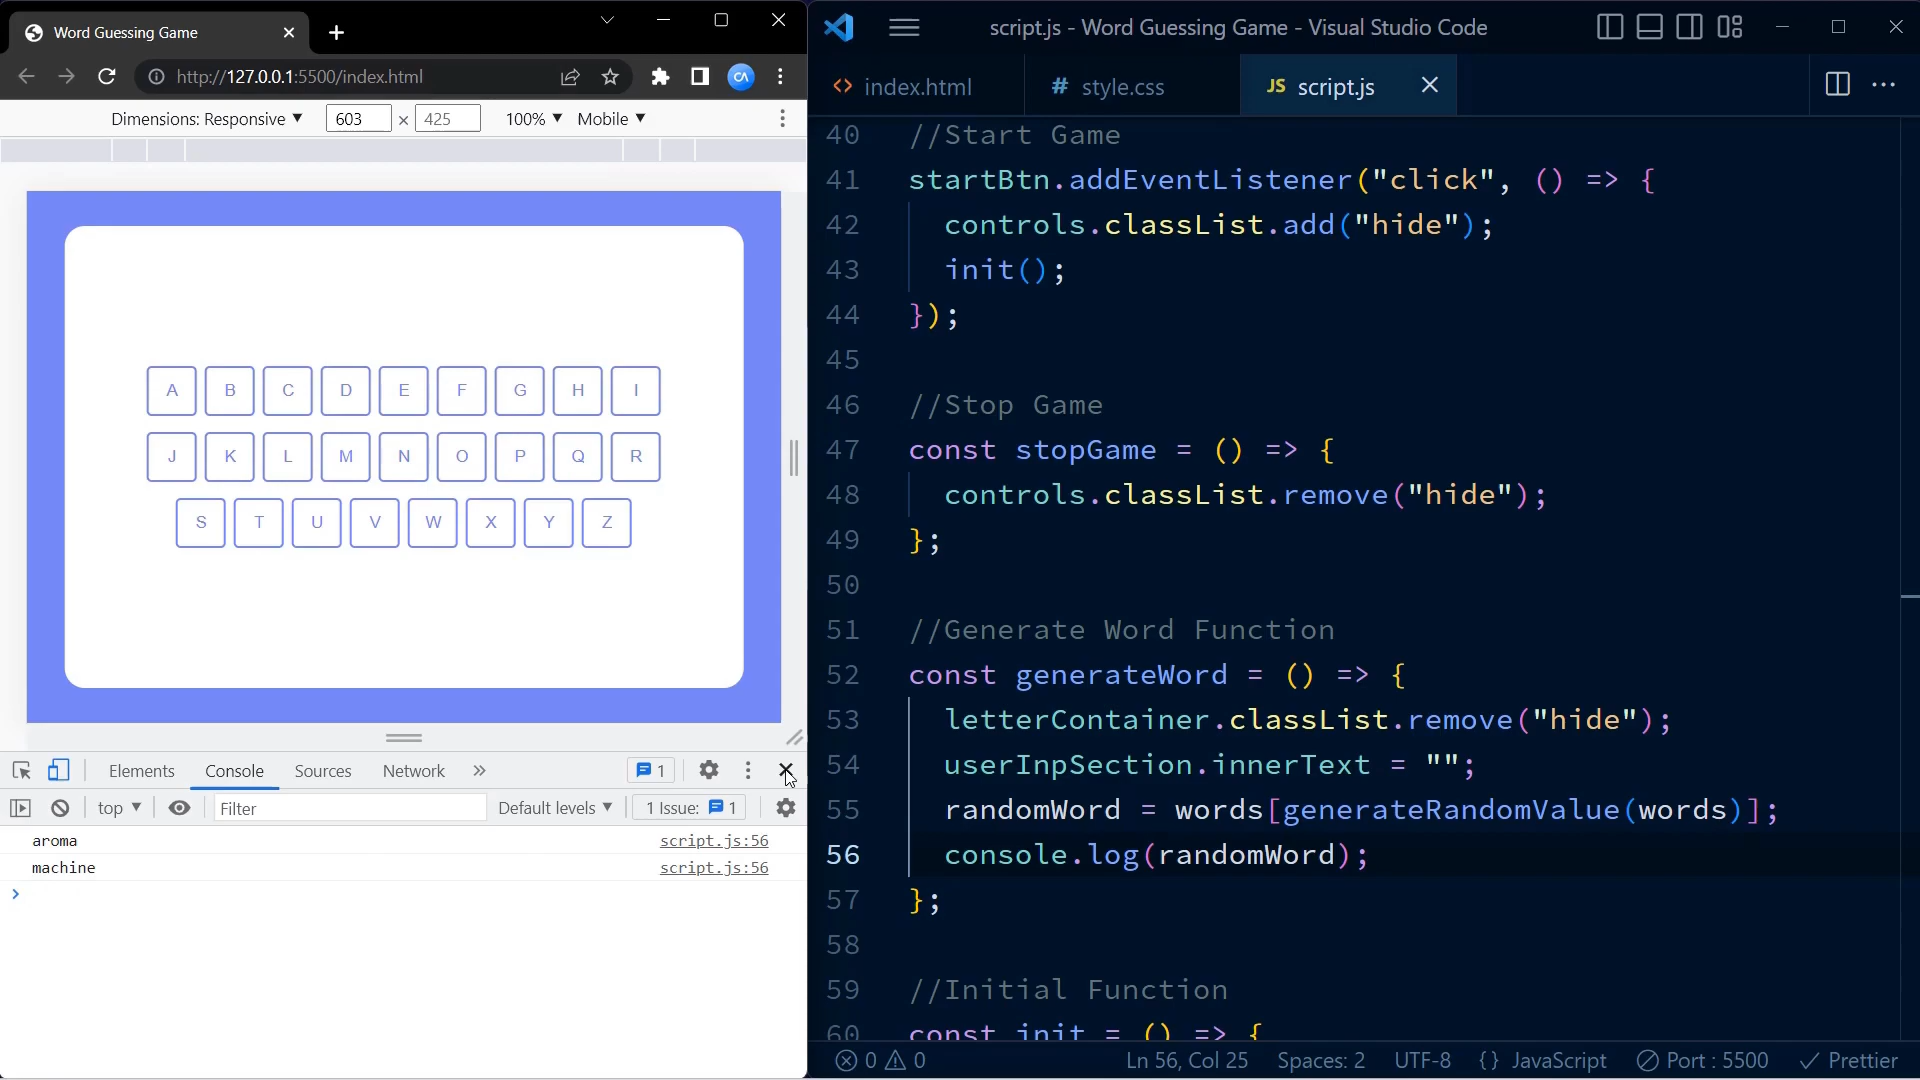 Word Guessing Game
http://127.0.0.1:5500/index.html
CA
Dimensions: Responsive ▼ 603 × 425 100% ▼ Mobile ▼
A B C D E F G H I
J K L M N O P Q R
S T U V W X Y Z
Elements Console Sources Network » 1
top ▼ Filter Default levels ▼ 1 Issue: 1
aroma script.js:56
machine script.js:56
>
script.js - Word Guessing Game - Visual Studio Code
<> index.html # style.css JS script.js
40 //Start Game
41 startBtn.addEventListener("click", () => {
42 controls.classList.add("hide");
43 init();
44 });
45
46 //Stop Game
47 const stopGame = () => {
48 controls.classList.remove("hide");
49 };
50
51 //Generate Word Function
52 const generateWord = () => {
53 letterContainer.classList.remove("hide");
54 userInpSection.innerText = "";
55 randomWord = words[generateRandomValue(words)];
56 console.log(randomWord);
57 };
58
59 //Initial Function
60 const init = () => {
0 0 Ln 56, Col 25 Spaces: 2 UTF-8 {} JavaScript Port : 5500 ✓ Prettier